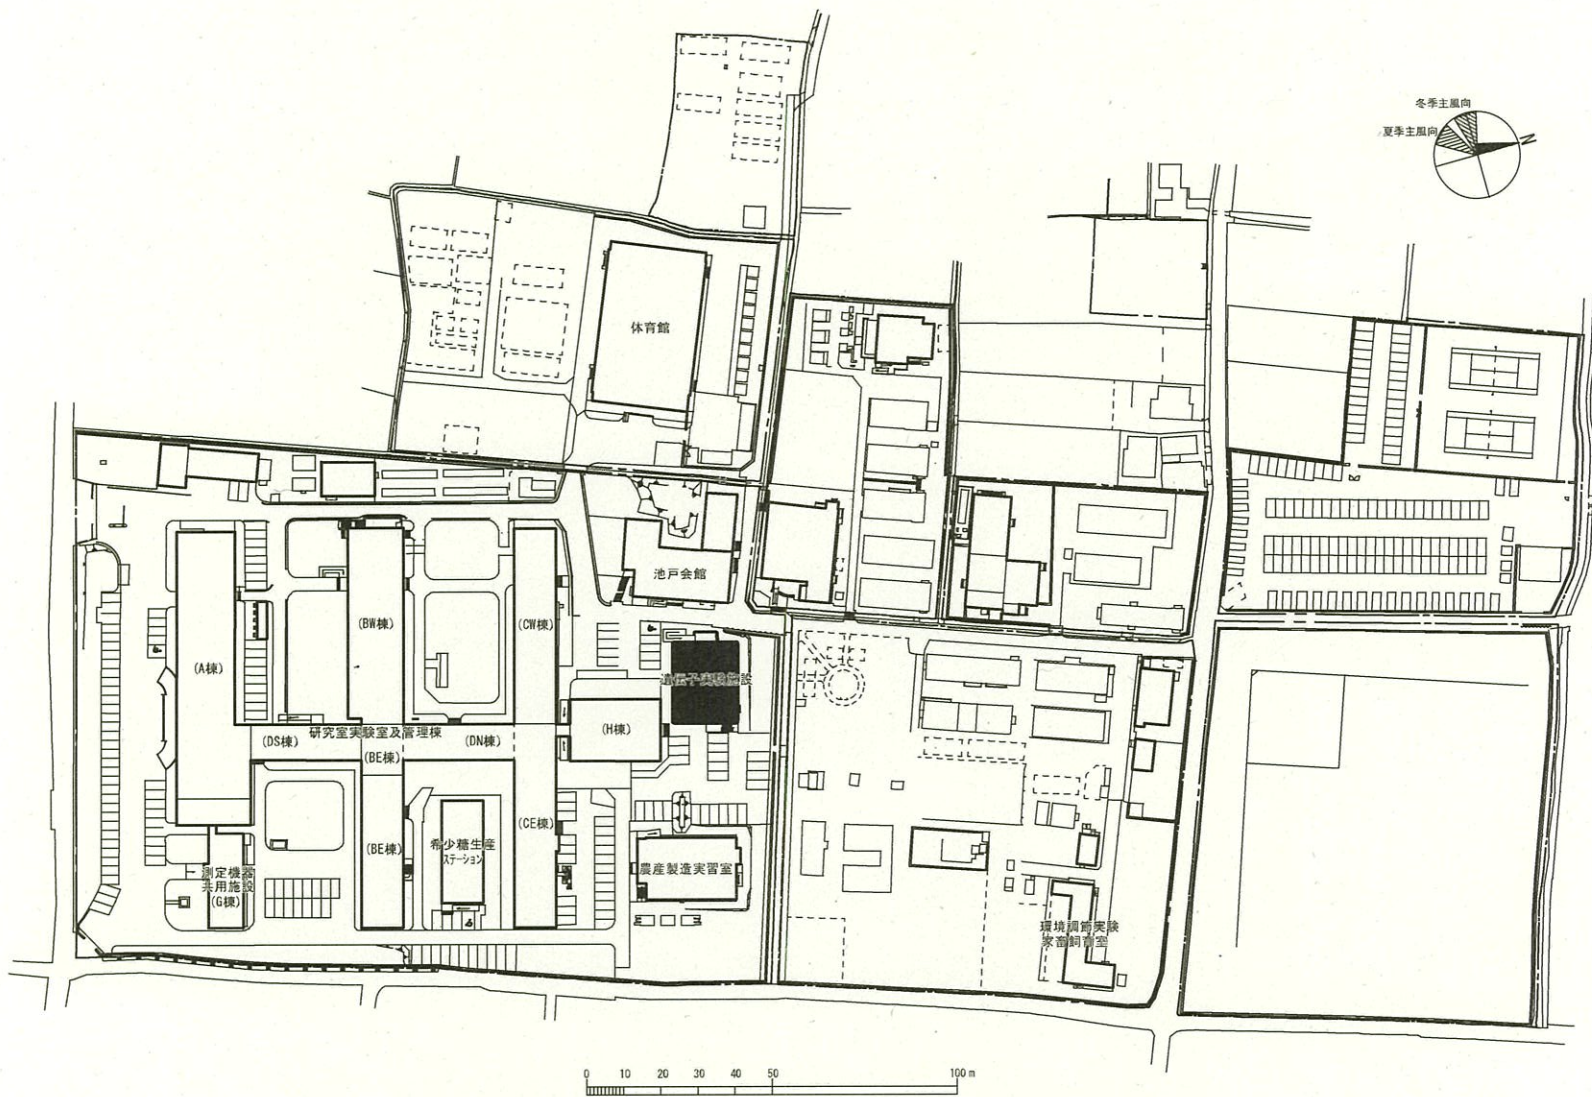 冬季主風向
夏季主風向
N
体育館
池戸会館
(BW棟)
(CW棟)
(A棟)
遺伝子実験施設
研究室実験室及管理棟
(DS棟)
(DN棟)
(H棟)
(BE棟)
(CE棟)
(BE棟)
希少糖生産
ステーション
農産製造実習室
測定機器
共用施設
(G棟)
環境調節実験
家畜飼育室
0 10 20 30 40 50 100 m